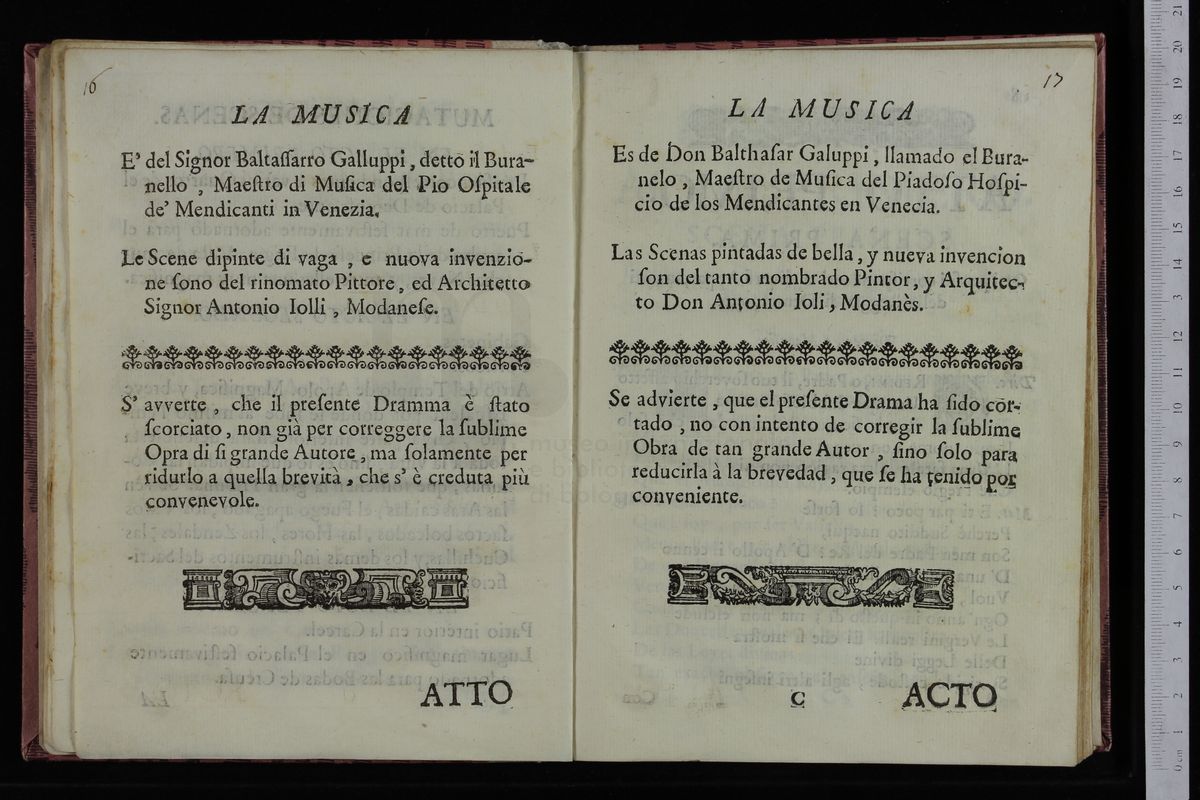 16
LA MUSICA
E' del Signor Baltaſſarro Galluppi, detto il Bura-
nello, Maeſtro di Muſica del Pio Oſpitale
de' Mendicanti in Venezia.
Le Scene dipinte di vaga, e nuova invenzio-
ne ſono del rinomato Pittore, ed Architetto
Signor Antonio Iolli, Modaneſe.
S' avverte, che il preſente Dramma è ſtato
ſcorciato, non già per correggere la ſublime
Opra di ſi grande Autore, ma ſolamente per
ridurlo a quella brevità, che s' è creduta più
convenevole.
ATTO
17
LA MUSICA
Es de Don Balthaſar Galuppi, llamado el Bura-
nelo, Maeſtro de Muſica del Piadoſo Hoſpi-
cio de los Mendicantes en Venecia.
Las Scenas pintadas de bella, y nueva invencion
ſon del tanto nombrado Pintor, y Arquitec-
to Don Antonio Ioli, Modanès.
Se advierte, que el preſente Drama ha ſido cor-
tado, no con intento de corregir la ſublime
Obra de tan grande Autor, ſino ſolo para
reducirla à la brevedad, que ſe ha tenido por
conveniente.
C
ACTO